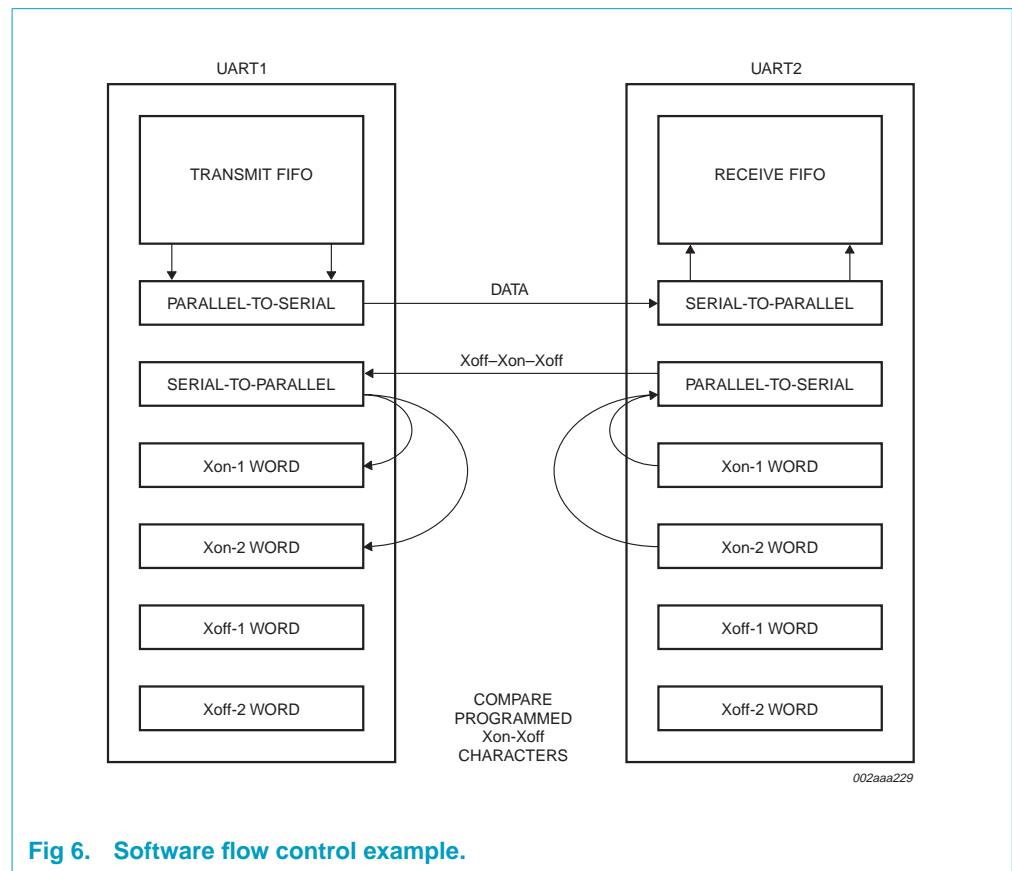 UART1
UART2
TRANSMIT FIFO
RECEIVE FIFO
PARALLEL-TO-SERIAL
DATA
SERIAL-TO-PARALLEL
Xoff–Xon–Xoff
SERIAL-TO-PARALLEL
PARALLEL-TO-SERIAL
Xon-1 WORD
Xon-1 WORD
Xon-2 WORD
Xon-2 WORD
Xoff-1 WORD
Xoff-1 WORD
Xoff-2 WORD
Xoff-2 WORD
COMPARE
PROGRAMMED
Xon-Xoff
CHARACTERS
002aaa229
Fig 6. Software flow control example.